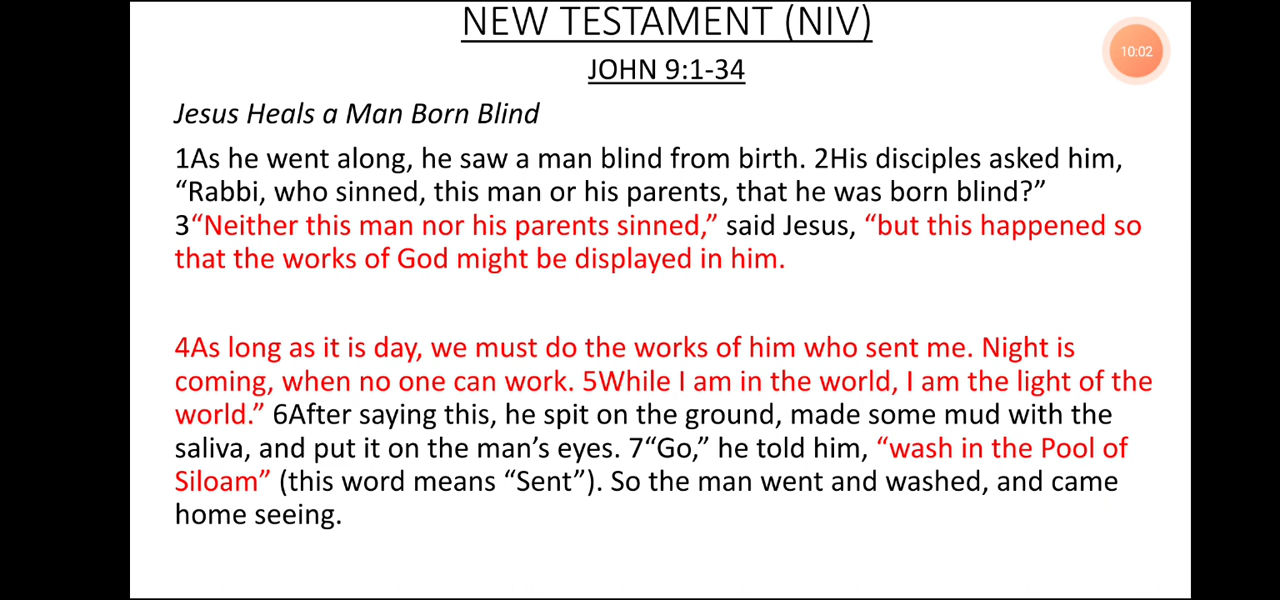 NEW TESTAMENT (NIV)
10:02
JOHN 9:1-34
Jesus Heals a Man Born Blind
1As he went along, he saw a man blind from birth. 2His disciples asked him,
“Rabbi, who sinned, this man or his parents, that he was born blind?”
3“Neither this man nor his parents sinned,” said Jesus, “but this happened so
that the works of God might be displayed in him.
4As long as it is day, we must do the works of him who sent me. Night is
coming, when no one can work. 5While I am in the world, I am the light of the
world.” 6After saying this, he spit on the ground, made some mud with the
saliva, and put it on the man’s eyes. 7“Go,” he told him, “wash in the Pool of
Siloam” (this word means “Sent”). So the man went and washed, and came
home seeing.